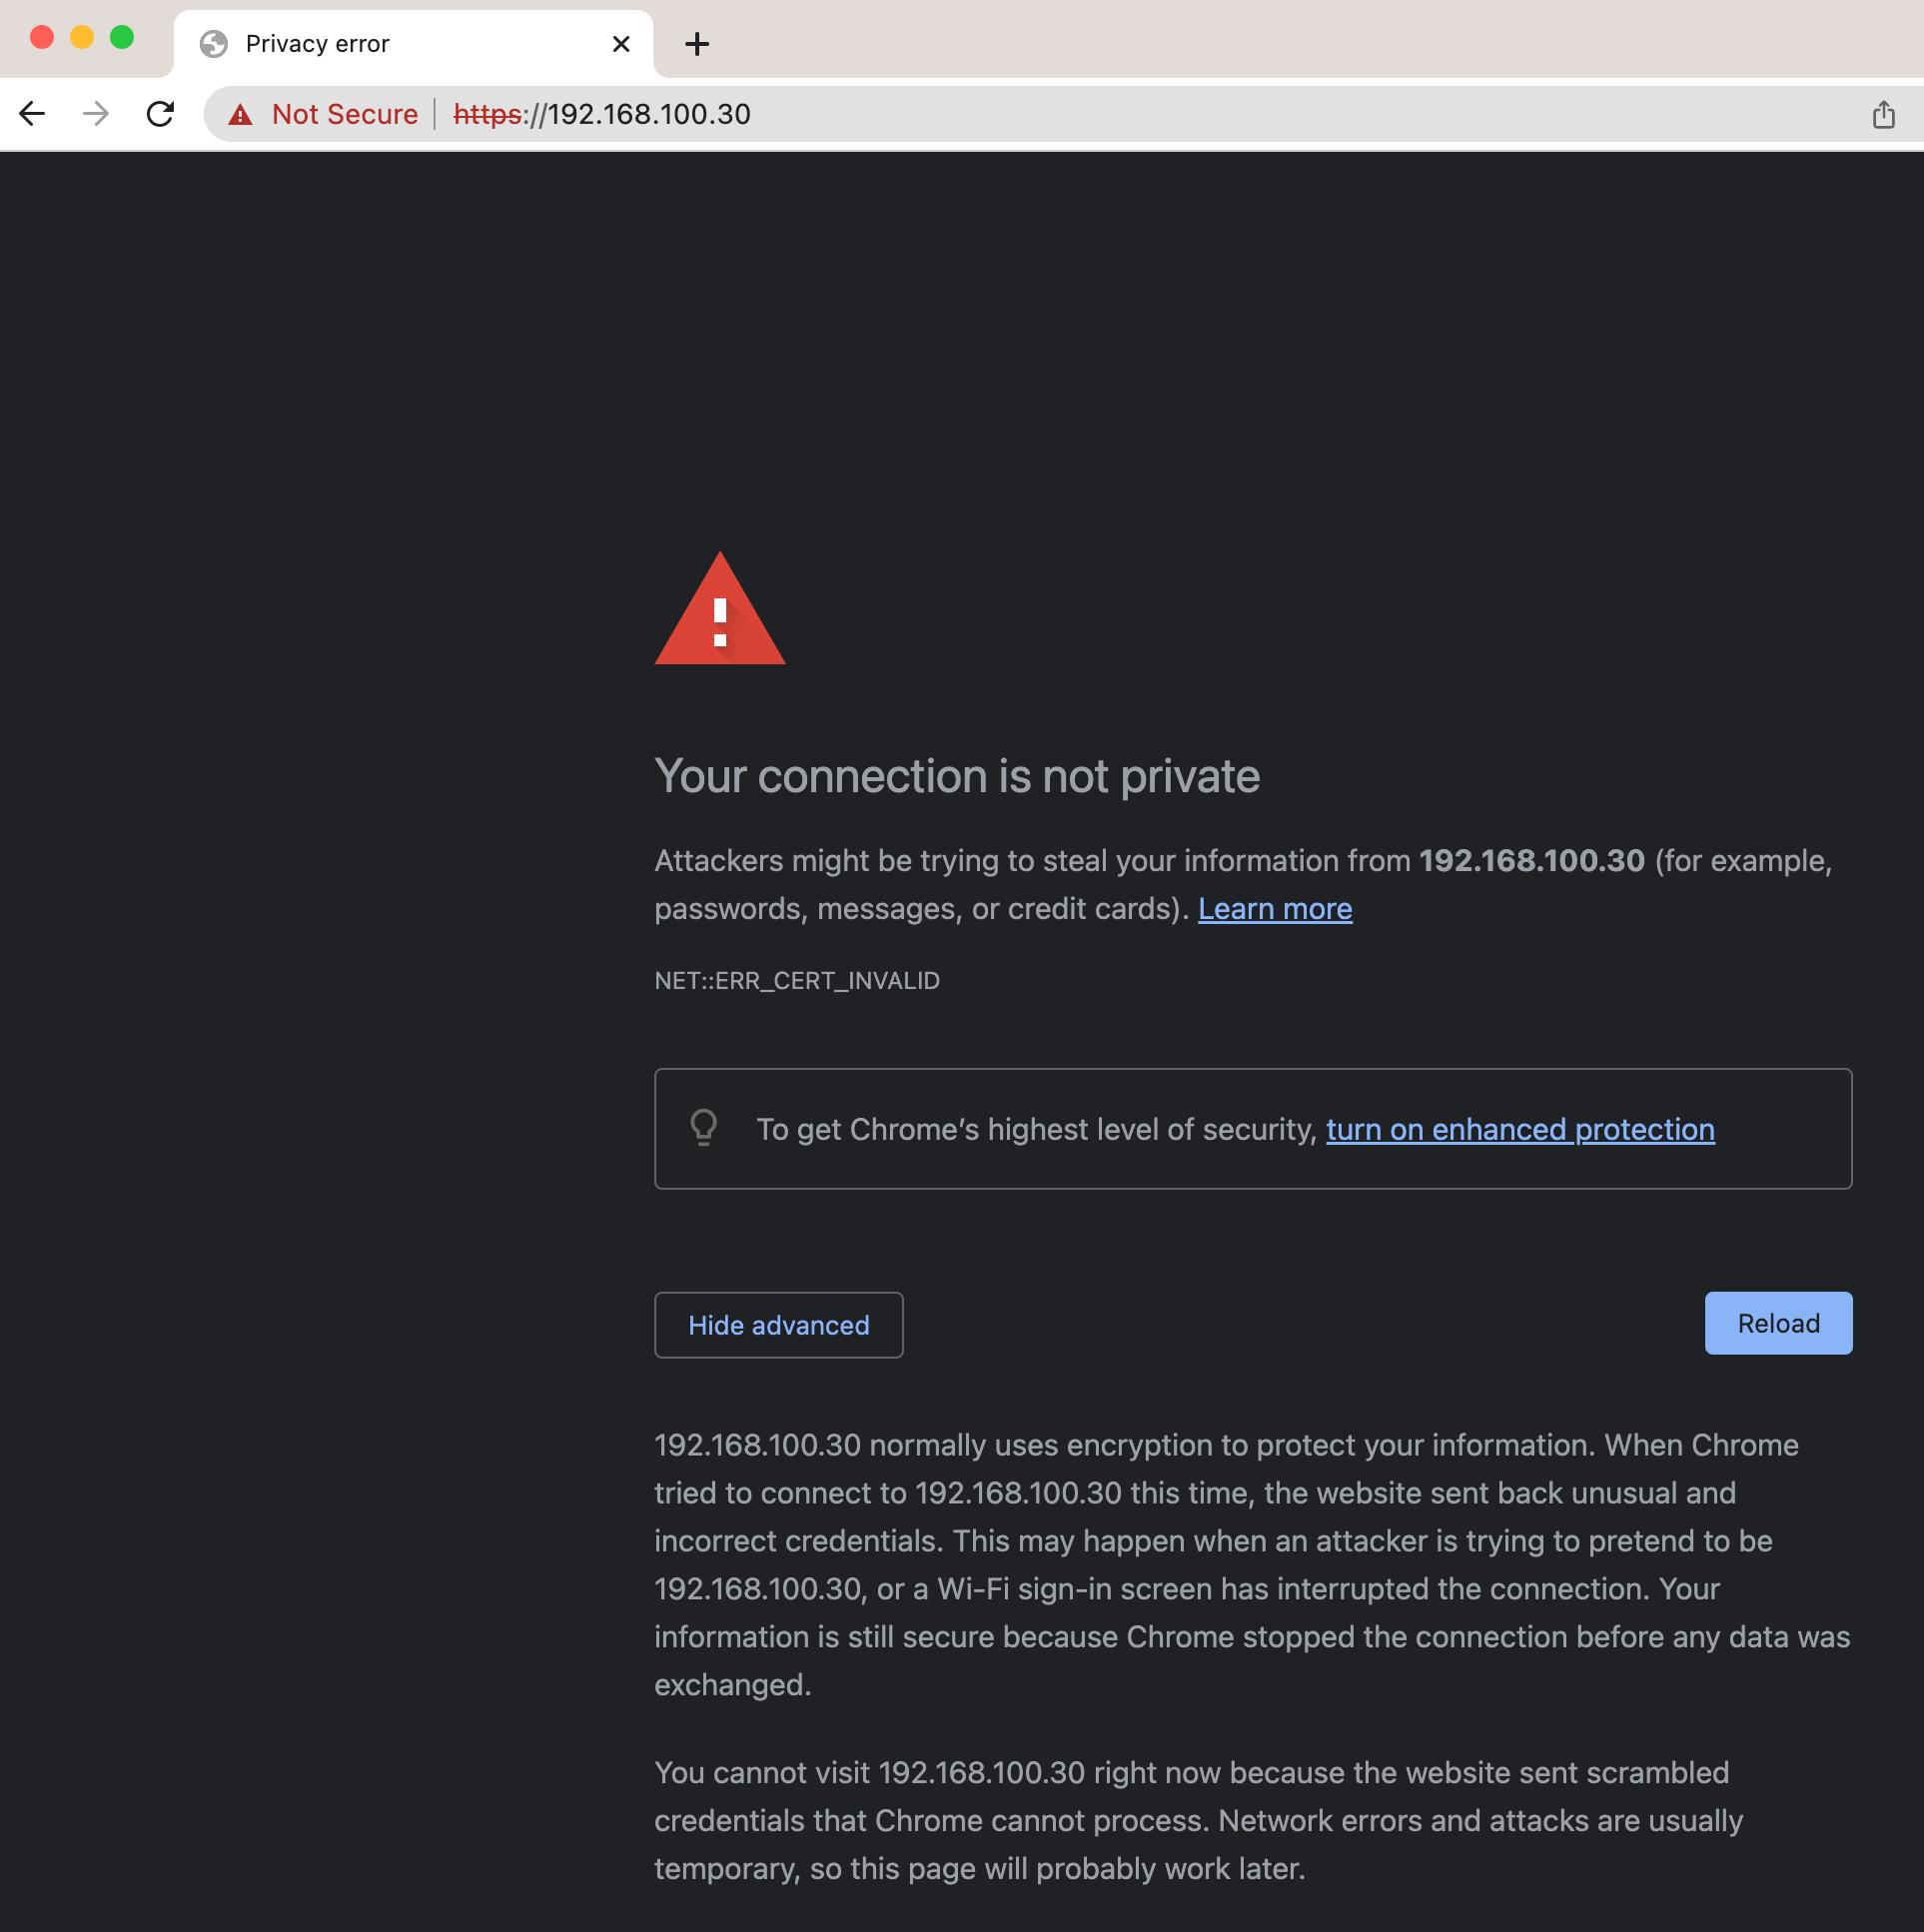 Privacy error
Not Secure | https://192.168.100.30
Your connection is not private
Attackers might be trying to steal your information from 192.168.100.30 (for example,
passwords, messages, or credit cards). Learn more
NET::ERR_CERT_INVALID
To get Chrome’s highest level of security, turn on enhanced protection
Hide advanced
Reload
192.168.100.30 normally uses encryption to protect your information. When Chrome
tried to connect to 192.168.100.30 this time, the website sent back unusual and
incorrect credentials. This may happen when an attacker is trying to pretend to be
192.168.100.30, or a Wi-Fi sign-in screen has interrupted the connection. Your
information is still secure because Chrome stopped the connection before any data was
exchanged.
You cannot visit 192.168.100.30 right now because the website sent scrambled
credentials that Chrome cannot process. Network errors and attacks are usually
temporary, so this page will probably work later.